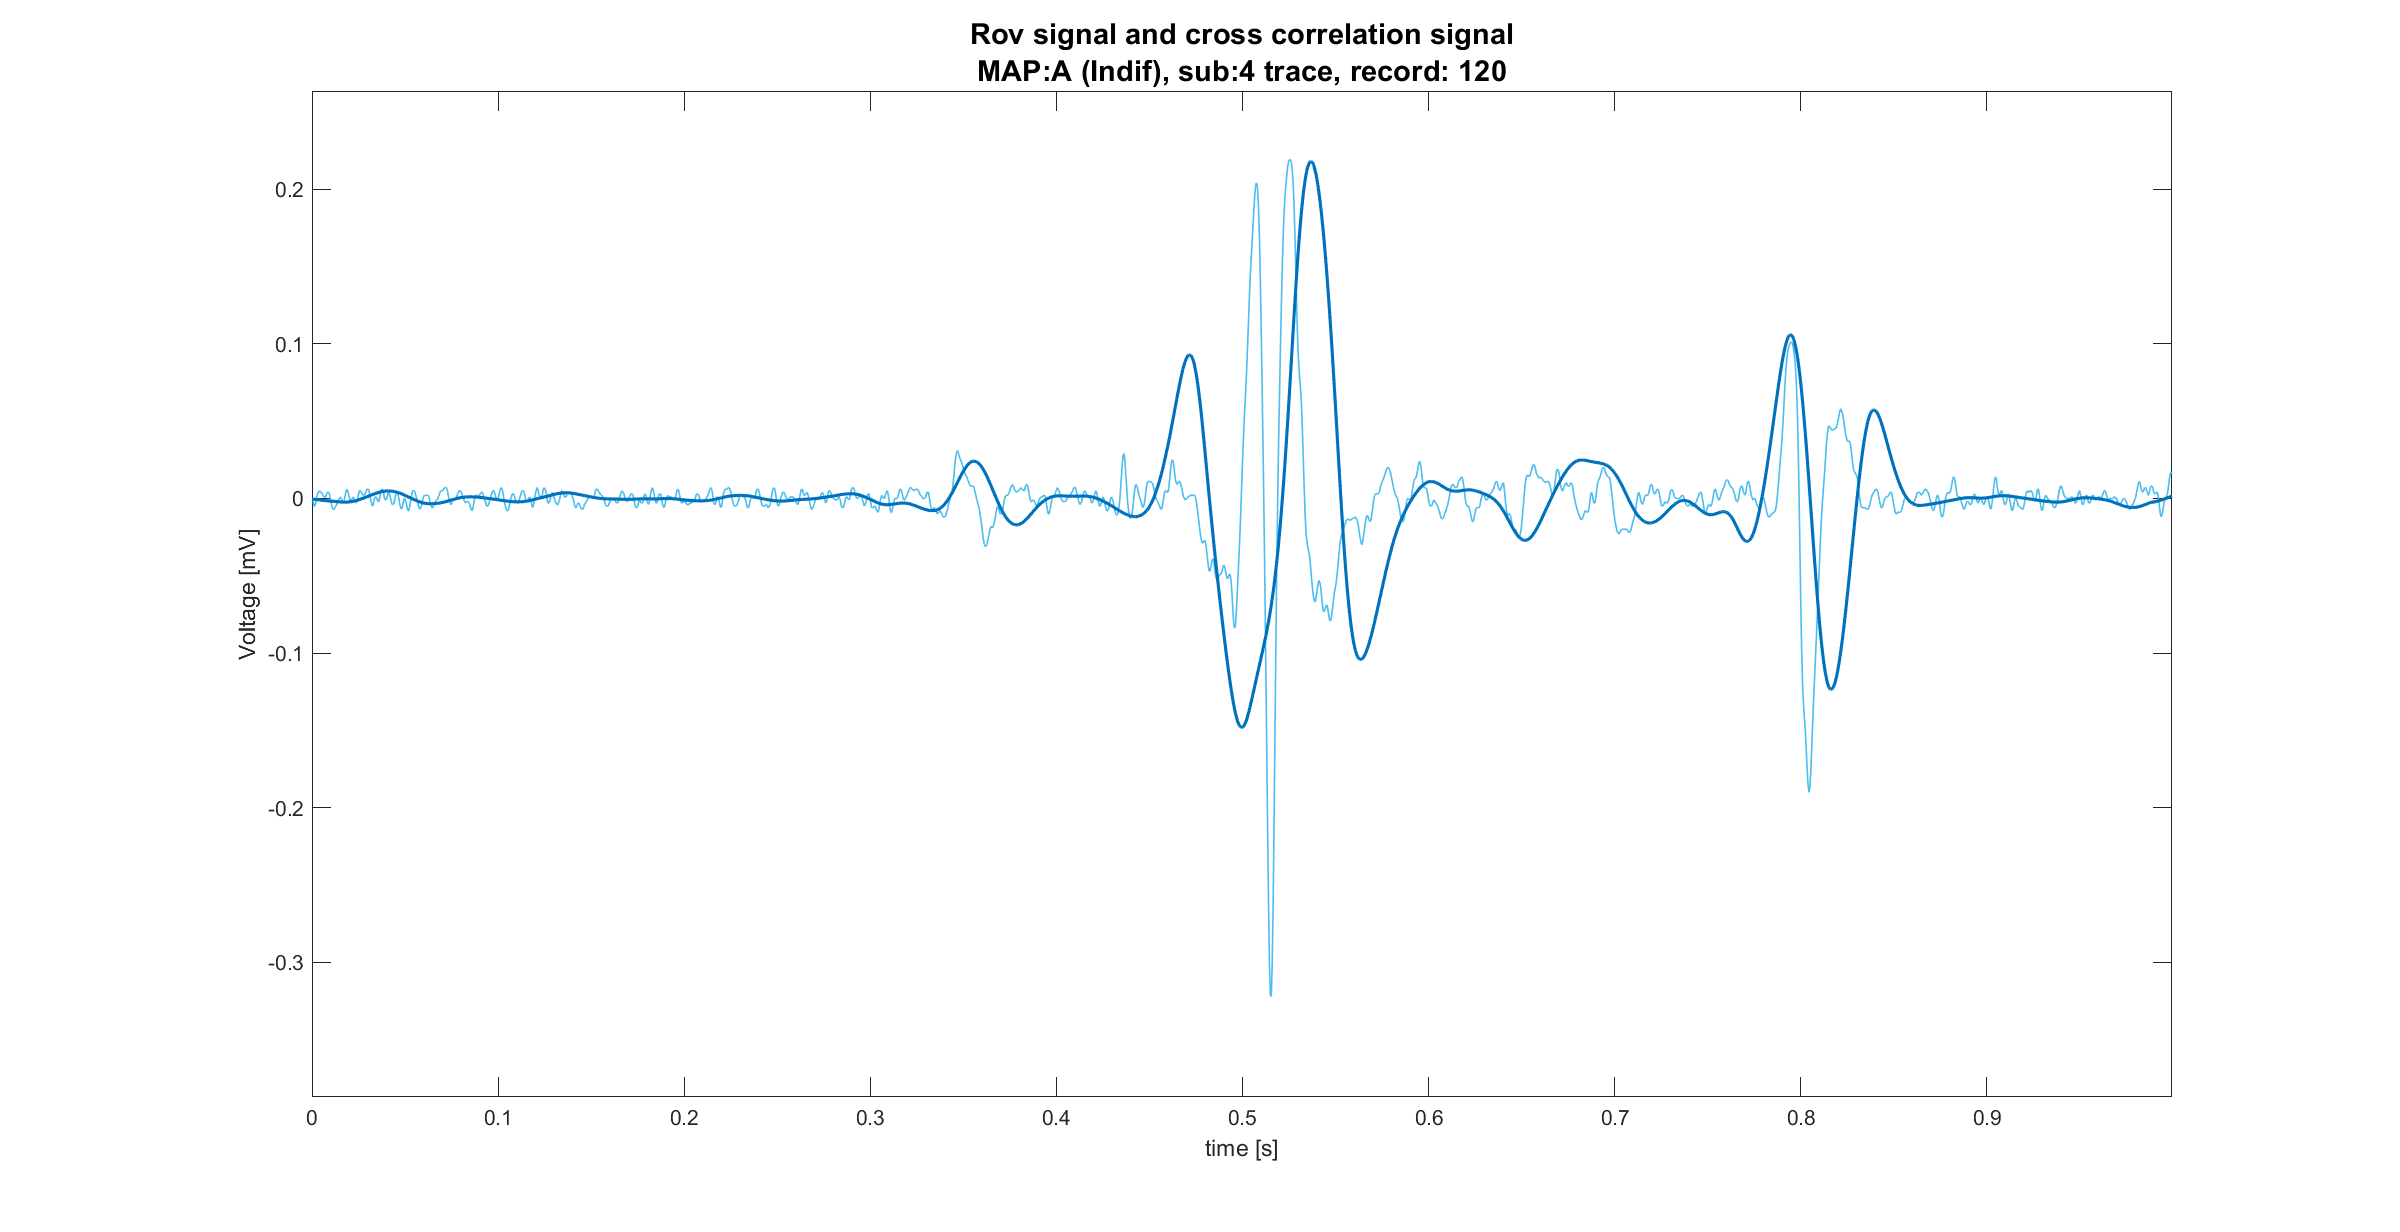 Rov signal and cross correlation signal
MAP:A (Indif), sub:4 trace, record: 120
Voltage [mV]
0.2
0.1
0
-0.1
-0.2
-0.3
0 0.1 0.2 0.3 0.4 0.5 0.6 0.7 0.8 0.9
time [s]